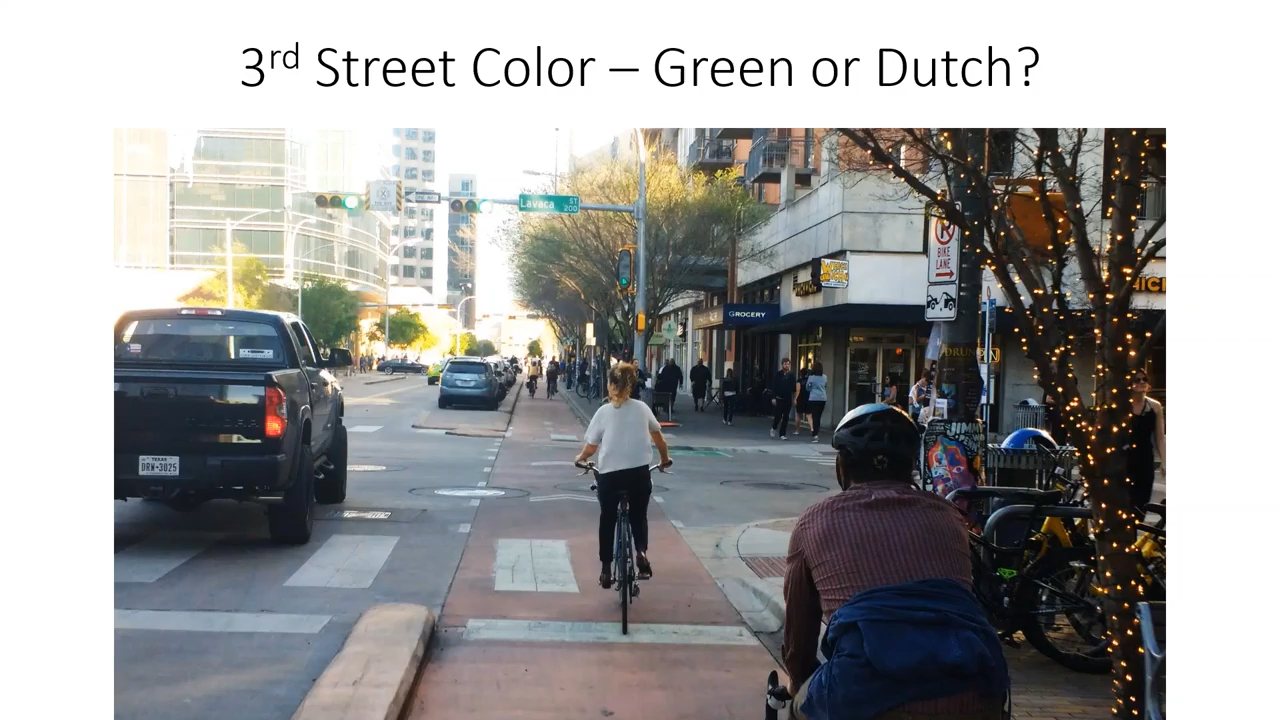 3rd Street Color – Green or Dutch?
Lavaca ST
200
BIKE
LANE
GROCERY
TEXAS
DRW•3025